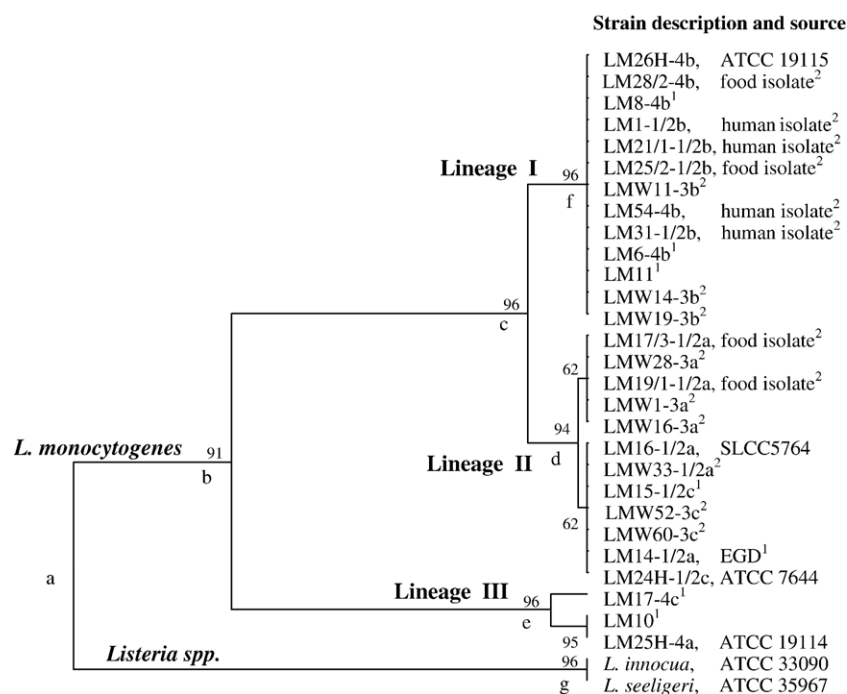 Strain description and source
LM26H-4b, ATCC 19115
LM28/2-4b, food isolate²
LM8-4b¹
LM1-1/2b, human isolate²
LM21/1-1/2b, human isolate²
Lineage I 96 LM25/2-1/2b, food isolate²
LMW11-3b²
f LM54-4b, human isolate²
LM31-1/2b, human isolate²
LM6-4b¹
LM11¹
96 LMW14-3b²
c LMW19-3b²
LM17/3-1/2a, food isolate²
LMW28-3a²
62 LM19/1-1/2a, food isolate²
LMW1-3a²
94 LMW16-3a²
L. monocytogenes 91 LM16-1/2a, SLCC5764
Lineage II d LMW33-1/2a²
b LM15-1/2c¹
LMW52-3c²
62 LMW60-3c²
LM14-1/2a, EGD¹
a LM24H-1/2c, ATCC 7644
Lineage III 96 LM17-4c¹
e LM10¹
95 LM25H-4a, ATCC 19114
Listeria spp. 96 L. innocua, ATCC 33090
g L. seeligeri, ATCC 35967